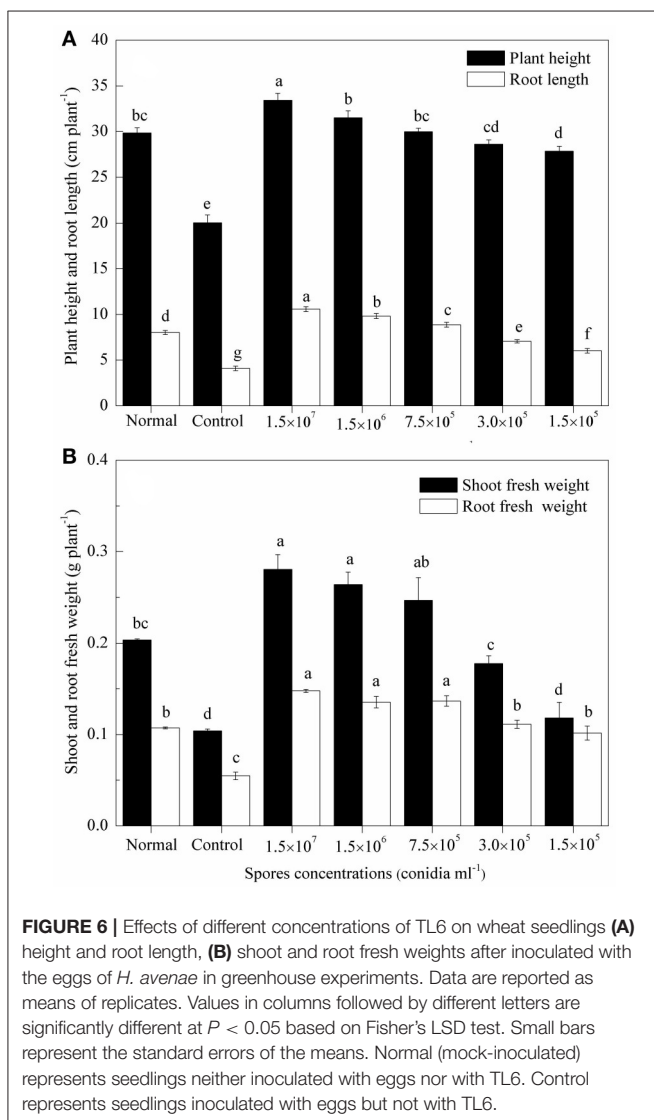 A
Plant height and root length (cm plant⁻¹)
40
35
30
25
20
15
10
5
0
Plant height
Root length
bc
d
e
g
a
a
b
b
bc
c
cd
e
d
f
Normal Control 1.5×10⁷ 1.5×10⁶ 7.5×10⁵ 3.0×10⁵ 1.5×10⁵
B
Shoot and root fresh weight (g plant⁻¹)
0.4
0.3
0.2
0.1
0.0
Shoot fresh weight
Root fresh weight
bc
b
d
c
a
a
a
a
ab
a
c
b
d
b
Normal Control 1.5×10⁷ 1.5×10⁶ 7.5×10⁵ 3.0×10⁵ 1.5×10⁵
Spores concentrations (conidia ml⁻¹)
FIGURE 6 | Effects of different concentrations of TL6 on wheat seedlings (A)
height and root length, (B) shoot and root fresh weights after inoculated with
the eggs of H. avenae in greenhouse experiments. Data are reported as
means of replicates. Values in columns followed by different letters are
significantly different at P < 0.05 based on Fisher's LSD test. Small bars
represent the standard errors of the means. Normal (mock-inoculated)
represents seedlings neither inoculated with eggs nor with TL6. Control
represents seedlings inoculated with eggs but not with TL6.